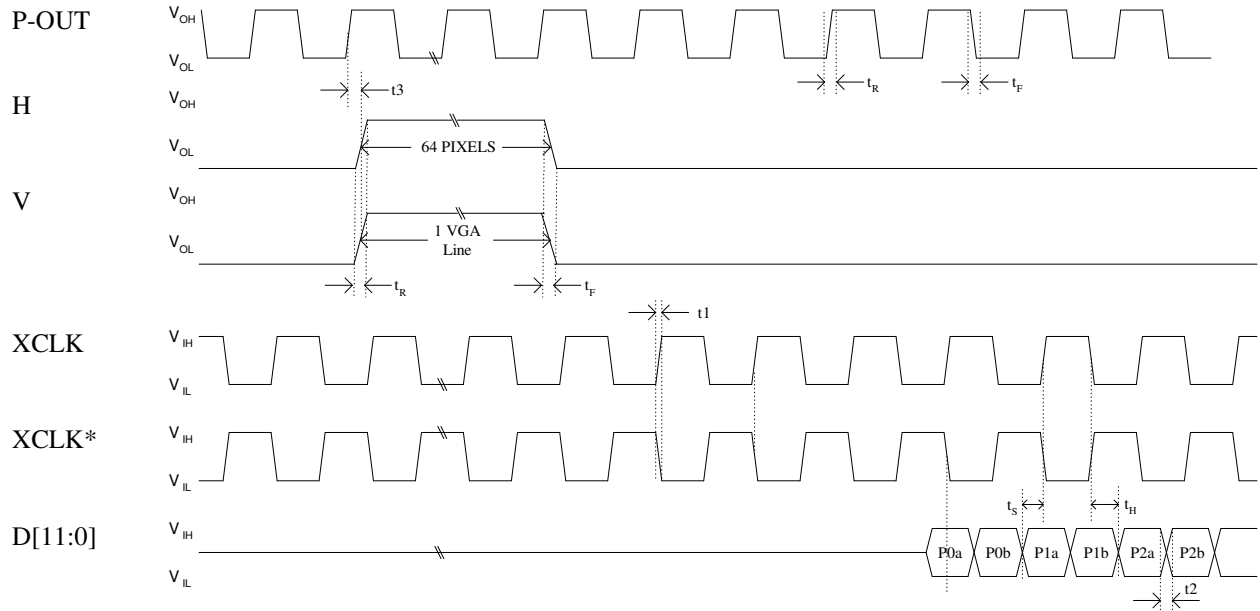 P-OUT
VOH
VOL
t3
tR
tF
H
VOH
VOL
64 PIXELS
V
VOH
VOL
1 VGA
Line
tR
tF
t1
XCLK
VIH
VIL
XCLK*
VIH
VIL
tS
tH
D[11:0]
VIH
VIL
P0a
P0b
P1a
P1b
P2a
P2b
t2